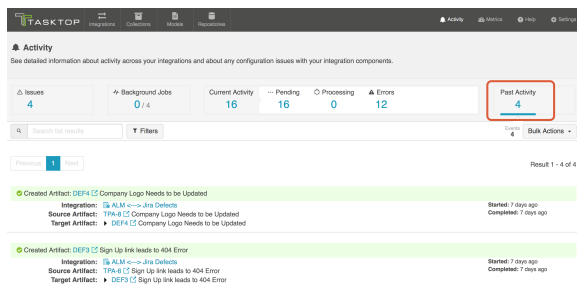 TASKTOP
Integrations Collections Models Repositories
Activity Metrics Help Settings
Activity
See detailed information about activity across your integrations and about any configuration issues with your integration components.
Issues Background Jobs Current Activity Pending Processing Errors Past Activity
4 0 / 4 16 16 0 12 4
Search list results Filters Events 4 Bulk Actions
Previous 1 Next Result 1 - 4 of 4
Created Artifact: DEF4 Company Logo Needs to be Updated
Integration: ALM <--> Jira Defects Started: 7 days ago
Source Artifact: TPA-8 Company Logo Needs to be Updated Completed: 7 days ago
Target Artifact: DEF4 Company Logo Needs to be Updated
Created Artifact: DEF3 Sign Up link leads to 404 Error
Integration: ALM <--> Jira Defects Started: 7 days ago
Source Artifact: TPA-6 Sign Up link leads to 404 Error Completed: 7 days ago
Target Artifact: DEF3 Sign Up link leads to 404 Error